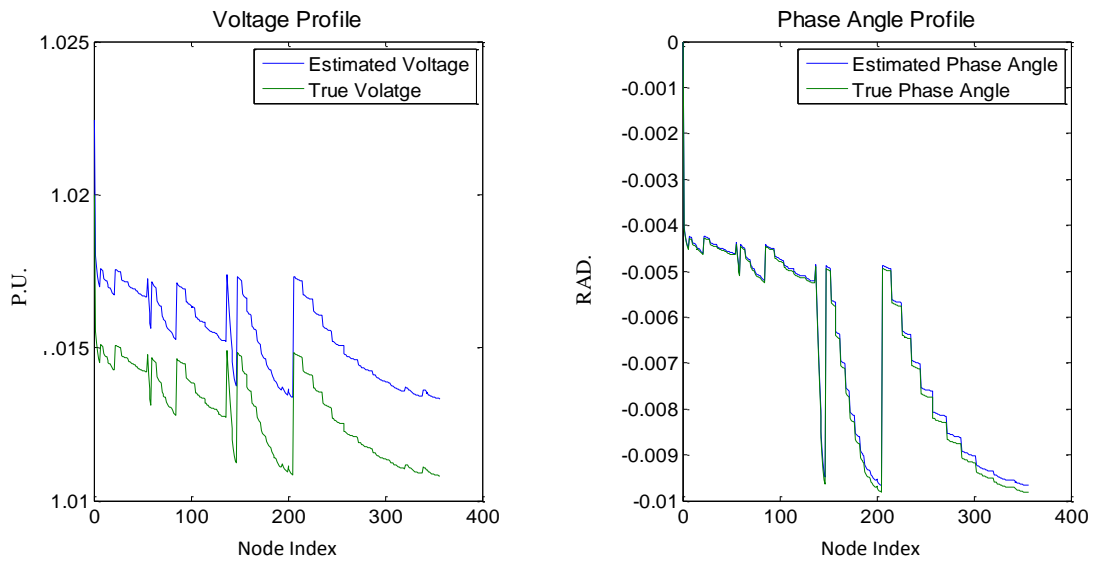 Voltage Profile
1.025
1.02
.015
1.01
P.U.
0
100
200
300
400
Node Index
Estimated Voltage
True Volatge
Phase Angle Profile
0
-0.001
-0.002
-0.003
-0.004
-0.005
-0.006
-0.007
-0.008
-0.009
-0.01
RAD.
0
100
200
300
400
Node Index
Estimated Phase Angle
True Phase Angle